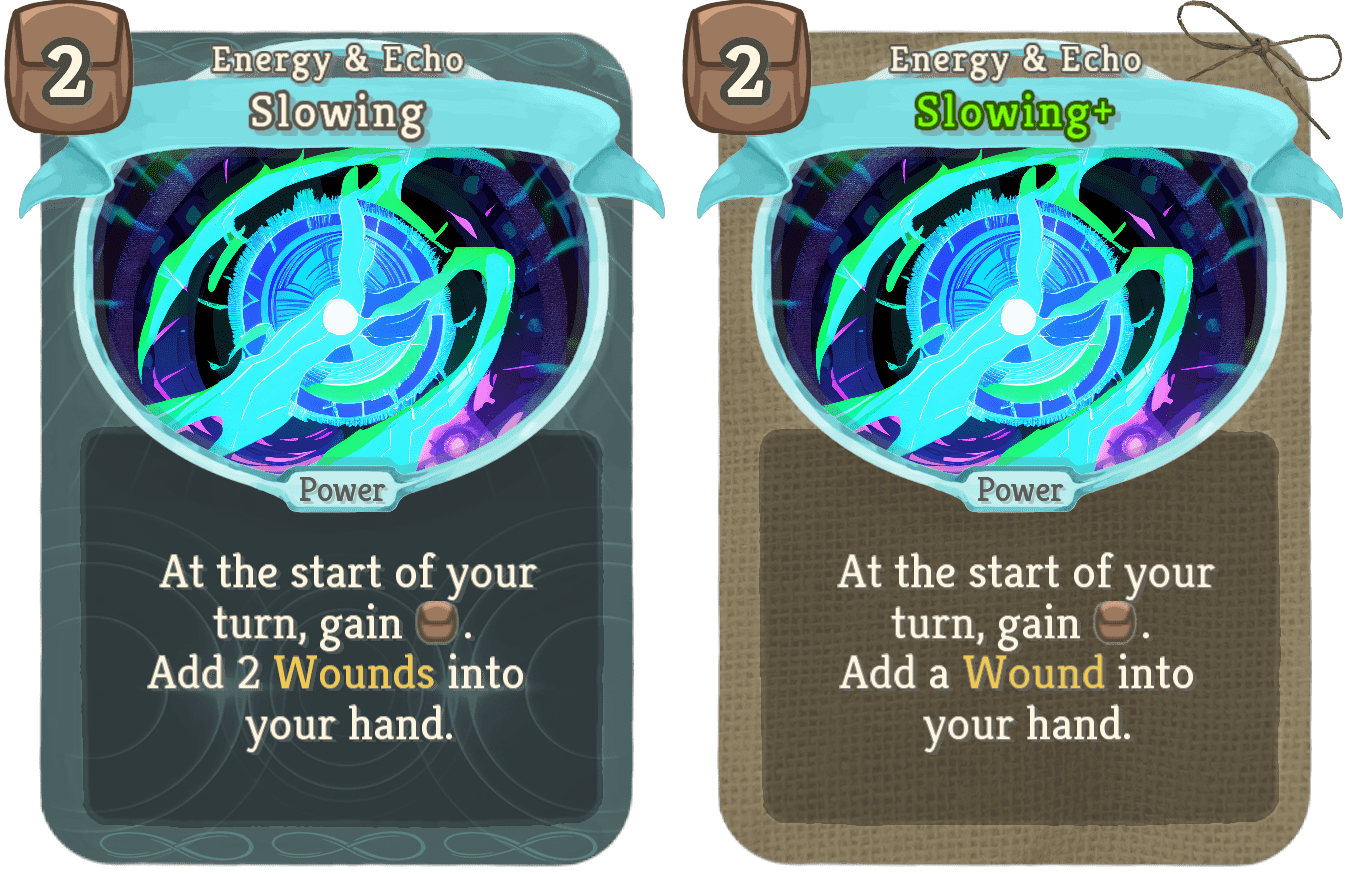 2
Energy & Echo
Slowing
Power
At the start of your
turn, gain .
Add 2 Wounds into
your hand.
2
Energy & Echo
Slowing+
Power
At the start of your
turn, gain .
Add a Wound into
your hand.